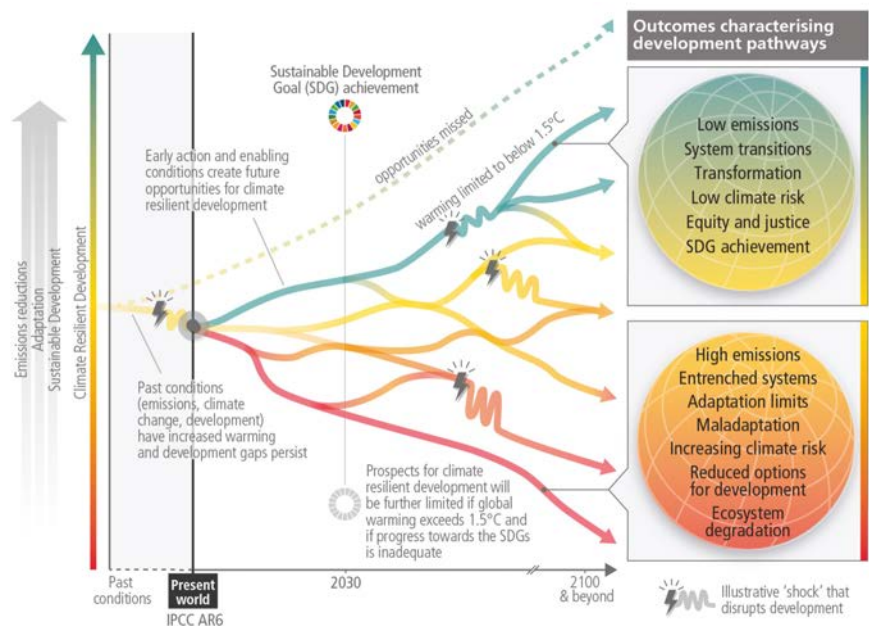 Outcomes characterising
development pathways
Emissions reductions
Adaptation
Sustainable Development
Climate Resilient Development
Sustainable Development
Goal (SDG) achievement
Early action and enabling
conditions create future
opportunities for climate
resilient development
opportunities missed
warming limited to below 1.5°C
Low emissions
System transitions
Transformation
Low climate risk
Equity and justice
SDG achievement
Past conditions
(emissions, climate
change, development)
have increased warming
and development gaps persist
High emissions
Entrenched systems
Adaptation limits
Maladaptation
Increasing climate risk
Reduced options
for development
Ecosystem
degradation
Prospects for climate
resilient development will
be further limited if global
warming exceeds 1.5°C and
if progress towards the SDGs
is inadequate
Past
conditions
Present
world
IPCC AR6
2030
2100
& beyond
Illustrative 'shock' that
disrupts development